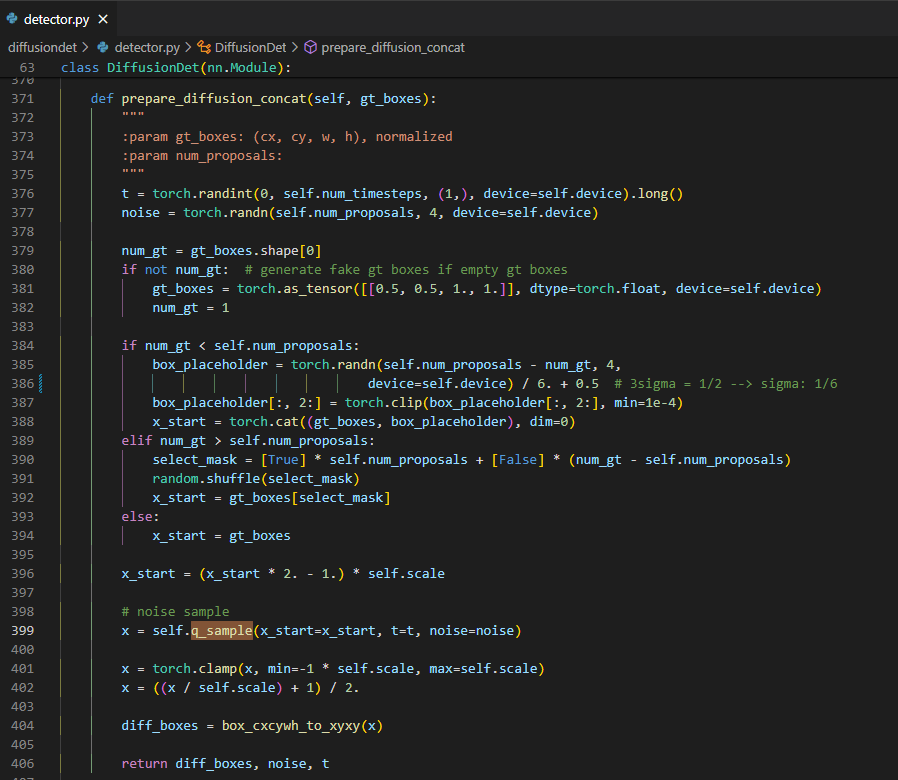 detector.py ×
diffusiondet > detector.py > DiffusionDet > prepare_diffusion_concat
63 class DiffusionDet(nn.Module):
370
371 def prepare_diffusion_concat(self, gt_boxes):
372 """
373 :param gt_boxes: (cx, cy, w, h), normalized
374 :param num_proposals:
375 """
376 t = torch.randint(0, self.num_timesteps, (1,), device=self.device).long()
377 noise = torch.randn(self.num_proposals, 4, device=self.device)
378
379 num_gt = gt_boxes.shape[0]
380 if not num_gt:  # generate fake gt boxes if empty gt boxes
381 gt_boxes = torch.as_tensor([[0.5, 0.5, 1., 1.]], dtype=torch.float, device=self.device)
382 num_gt = 1
383
384 if num_gt < self.num_proposals:
385 box_placeholder = torch.randn(self.num_proposals - num_gt, 4,
386 device=self.device) / 6. + 0.5  # 3sigma = 1/2 --> sigma: 1/6
387 box_placeholder[:, 2:] = torch.clip(box_placeholder[:, 2:], min=1e-4)
388 x_start = torch.cat((gt_boxes, box_placeholder), dim=0)
389 elif num_gt > self.num_proposals:
390 select_mask = [True] * self.num_proposals + [False] * (num_gt - self.num_proposals)
391 random.shuffle(select_mask)
392 x_start = gt_boxes[select_mask]
393 else:
394 x_start = gt_boxes
395
396 x_start = (x_start * 2. - 1.) * self.scale
397
398 # noise sample
399 x = self.q_sample(x_start=x_start, t=t, noise=noise)
400
401 x = torch.clamp(x, min=-1 * self.scale, max=self.scale)
402 x = ((x / self.scale) + 1) / 2.
403
404 diff_boxes = box_cxcywh_to_xyxy(x)
405
406 return diff_boxes, noise, t
407